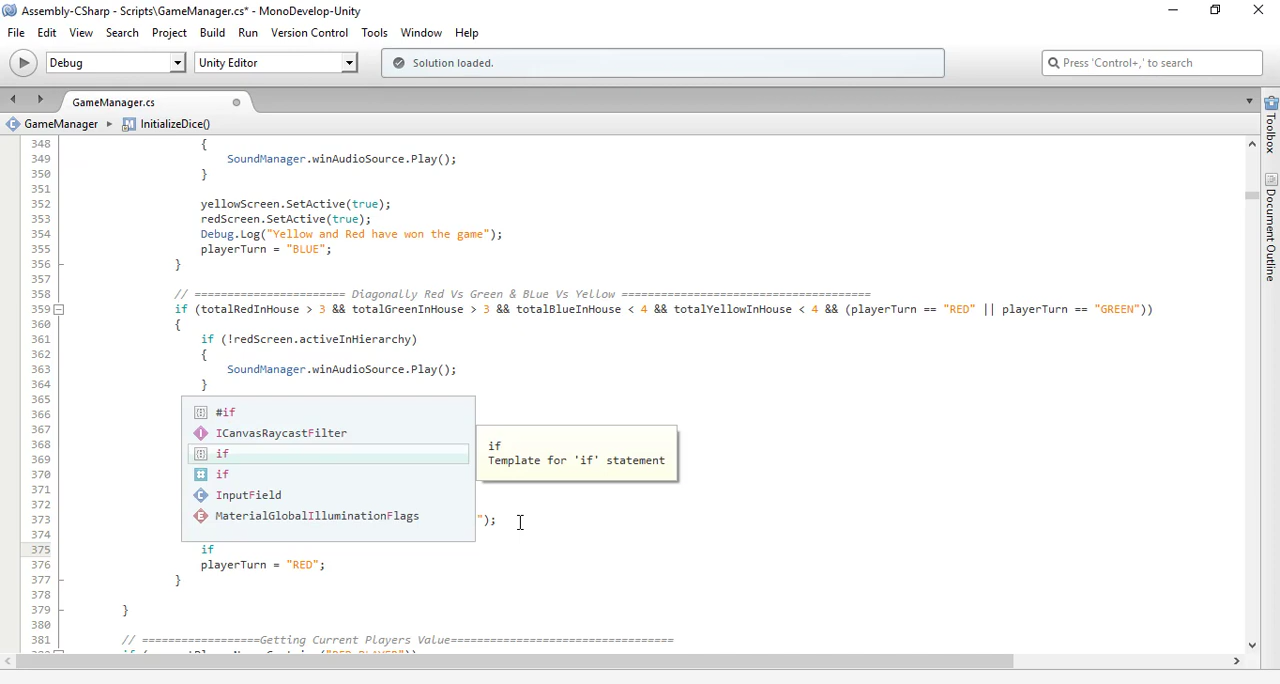 Assembly-CSharp - Scripts\GameManager.cs* - MonoDevelop-Unity
File Edit View Search Project Build Run Version Control Tools Window Help
Debug Unity Editor Solution loaded. Press 'Control+,' to search
GameManager.cs
GameManager ▸ InitializeDice()
Toolbox
Document Outline
348 {
349 SoundManager.winAudioSource.Play();
350 }
351
352 yellowScreen.SetActive(true);
353 redScreen.SetActive(true);
354 Debug.Log("Yellow and Red have won the game");
355 playerTurn = "BLUE";
356 }
357
358 // ======================= Diagonally Red Vs Green & BLue Vs Yellow ======================================
359 if (totalRedInHouse > 3 && totalGreenInHouse > 3 && totalBlueInHouse < 4 && totalYellowInHouse < 4 && (playerTurn == "RED" || playerTurn == "GREEN"))
360 {
361 if (!redScreen.activeInHierarchy)
362 {
363 SoundManager.winAudioSource.Play();
364 }
365
366
367
368
369
370
371
372
373 ");
374
375 if
376 playerTurn = "RED";
377 }
378
379 }
380
381 // ==================Getting Current Players Value==================================
#if
ICanvasRaycastFilter
if
if
InputField
MaterialGlobalIlluminationFlags
if
Template for 'if' statement